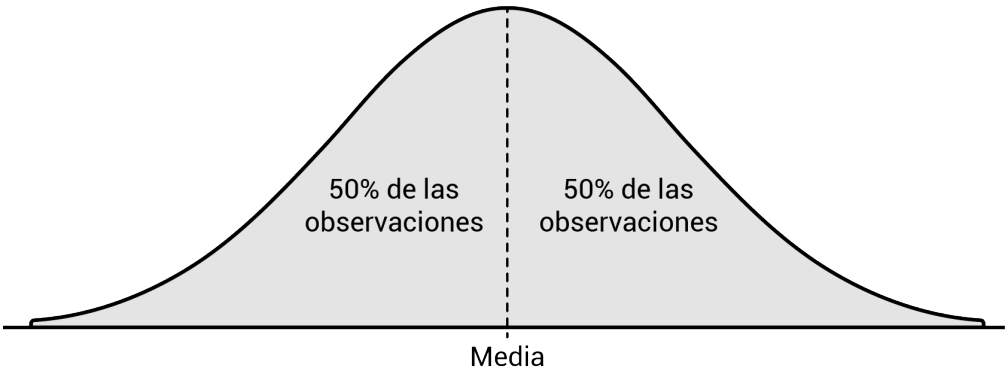 50% de las
observaciones
50% de las
observaciones
Media